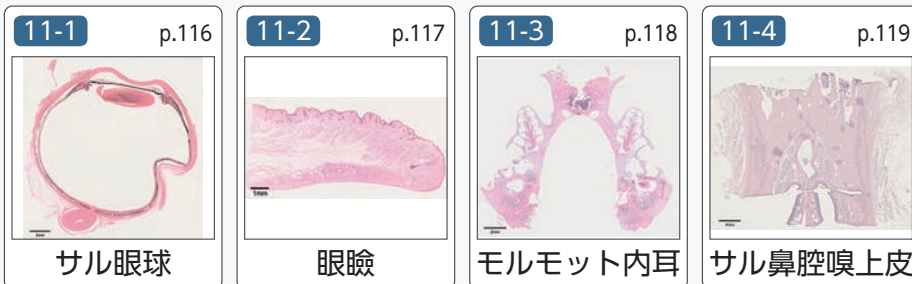 11-1 p.116
サル眼球
11-2 p.117
眼瞼
11-3 p.118
モルモット内耳
11-4 p.119
サル鼻腔嗅上皮